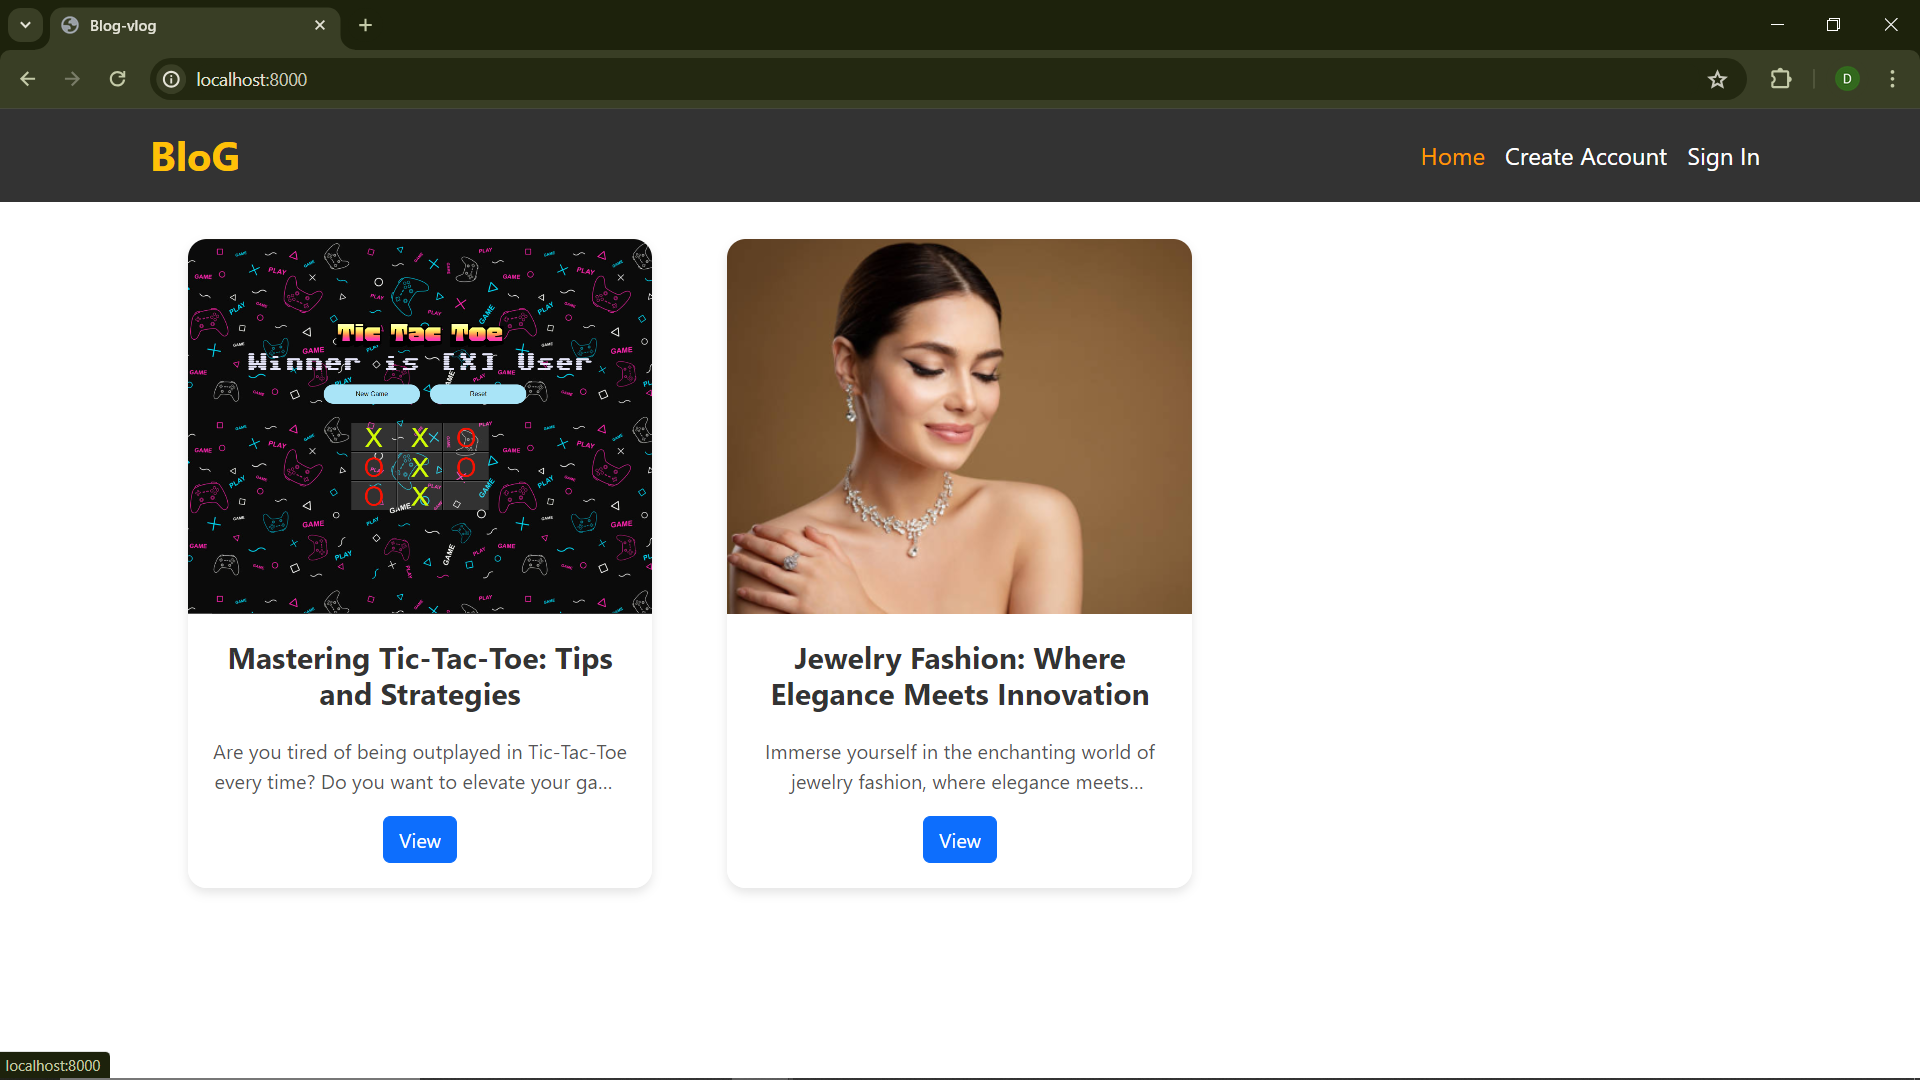 Blog-vlog
localhost:8000
D
BloG
Home Create Account Sign In
Tic Tac Toe
Winner is [X] User
New Game Reset
X X O
O X O
O X
Mastering Tic-Tac-Toe: Tips
and Strategies
Are you tired of being outplayed in Tic-Tac-Toe
every time? Do you want to elevate your ga...
View
Jewelry Fashion: Where
Elegance Meets Innovation
Immerse yourself in the enchanting world of
jewelry fashion, where elegance meets...
View
localhost:8000